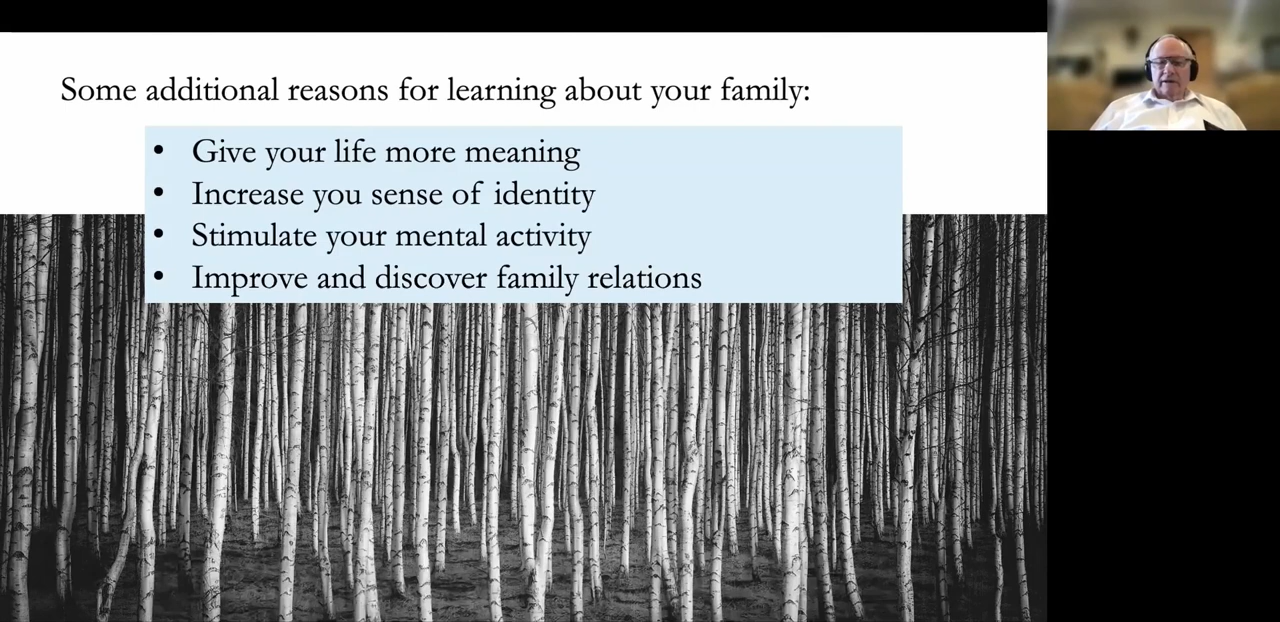 Some additional reasons for learning about your family:
• Give your life more meaning
• Increase you sense of identity
• Stimulate your mental activity
• Improve and discover family relations